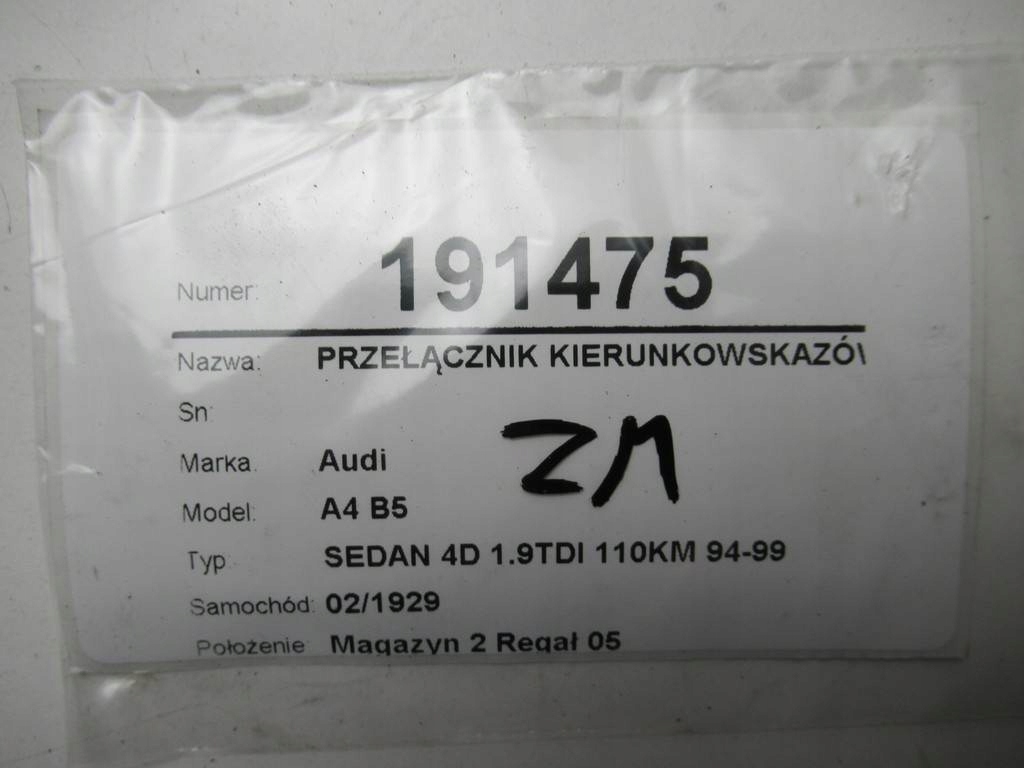 Numer: 191475
Nazwa: PRZEŁĄCZNIK KIERUNKOWSKAZÓ
Sn:
ZM
Marka: Audi
Model: A4 B5
Typ: SEDAN 4D 1.9TDI 110KM 94-99
Samochód: 02/1929
Położenie: Magazyn 2 Regał 05